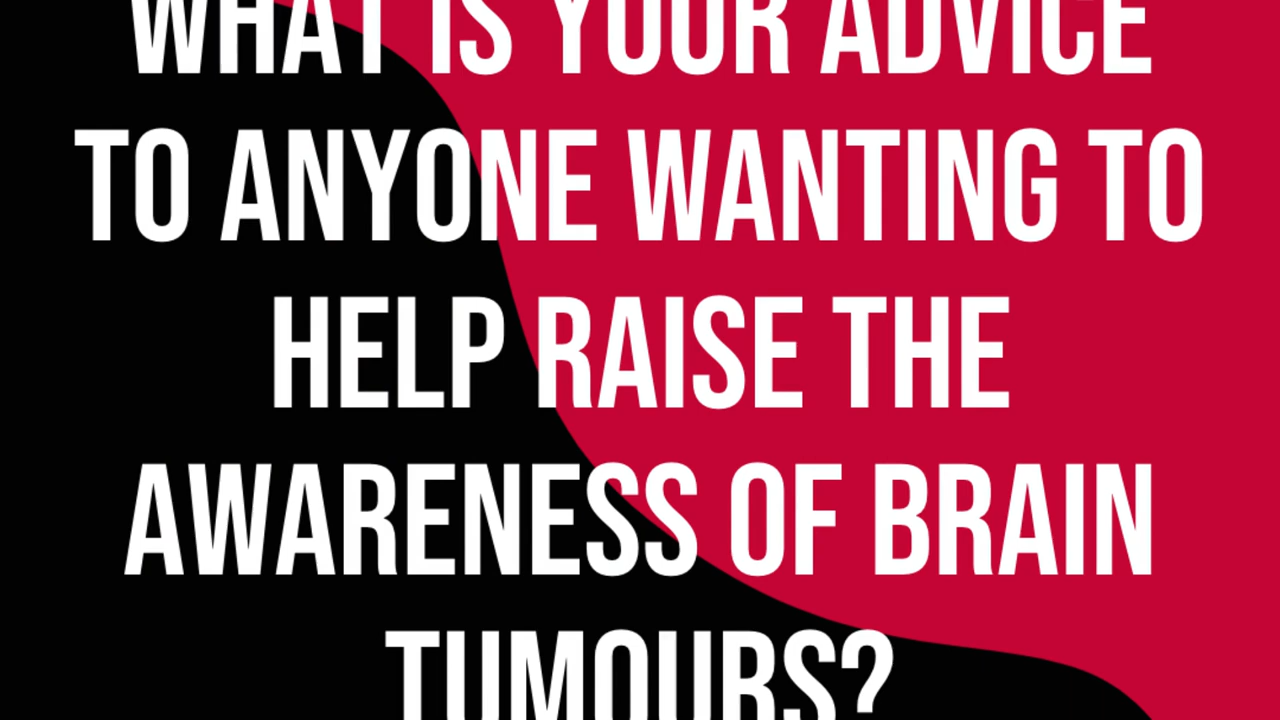 WHAT IS YOUR ADVICE
TO ANYONE WANTING TO
HELP RAISE THE
AWARENESS OF BRAIN
TUMOURS?